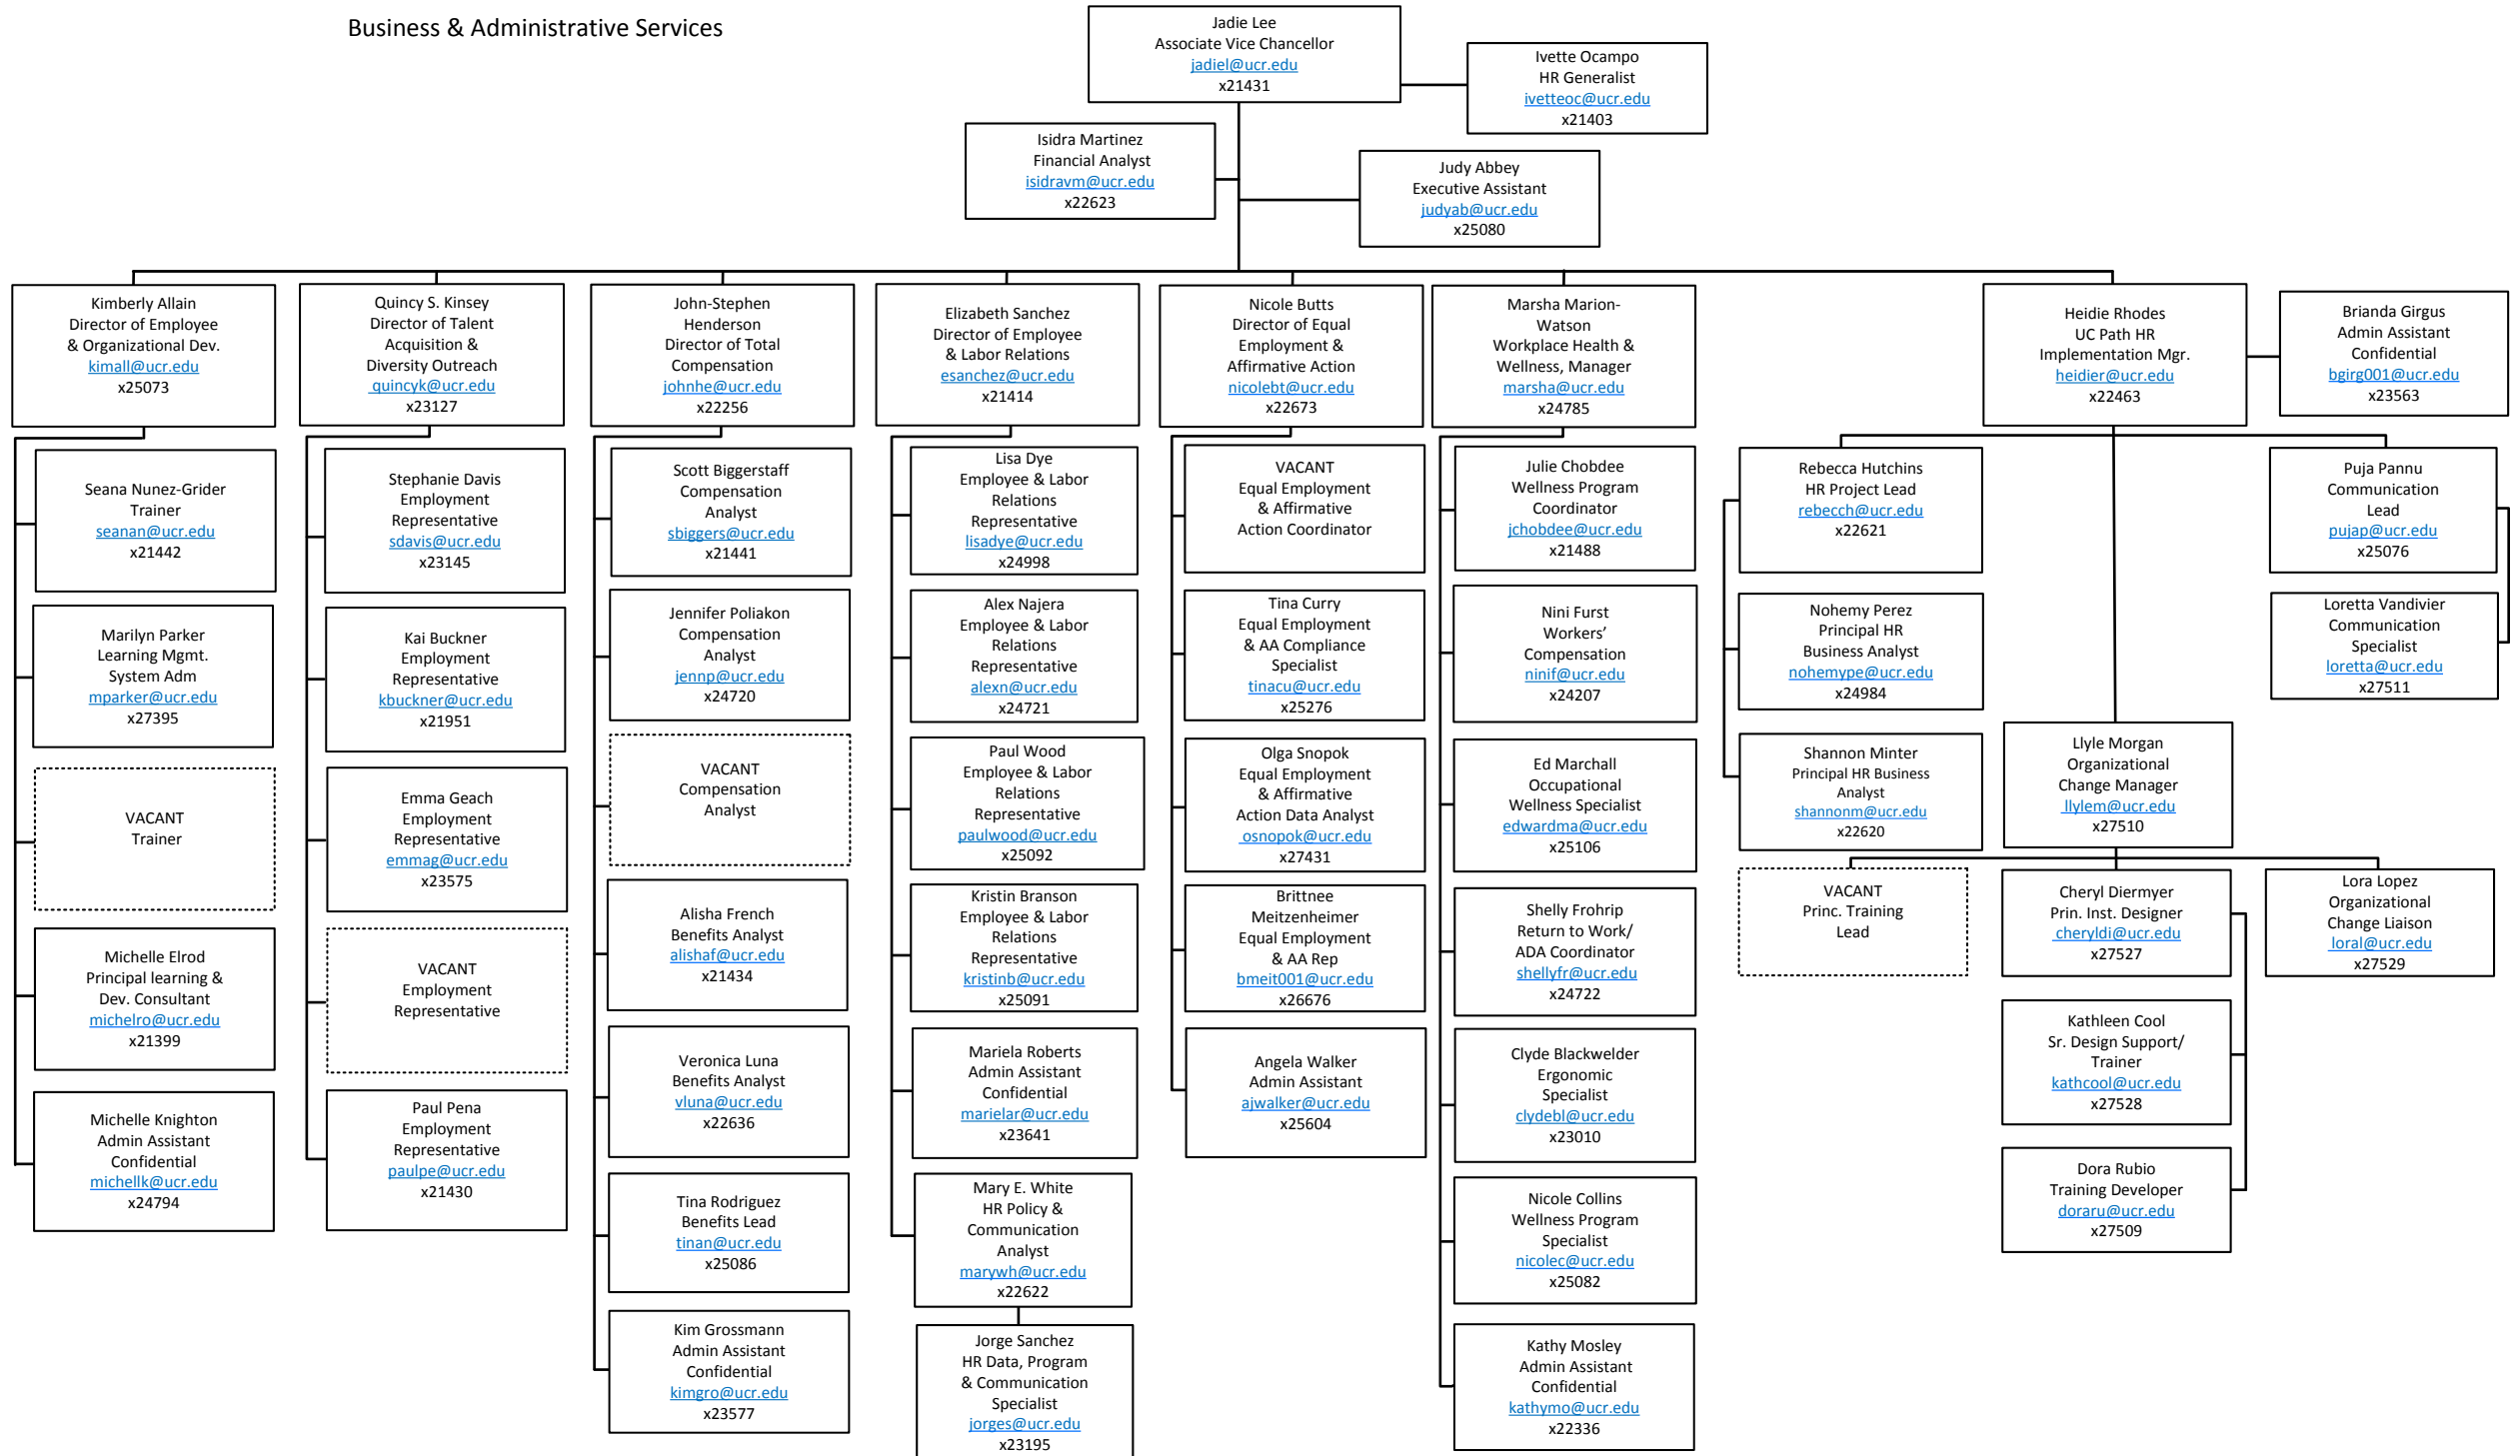 Business & Administrative Services
Jadie Lee
Associate Vice Chancellor
jadiel@ucr.edu
x21431
Ivette Ocampo
HR Generalist
ivetteoc@ucr.edu
x21403
Isidra Martinez
Financial Analyst
isidravm@ucr.edu
x22623
Judy Abbey
Executive Assistant
judyab@ucr.edu
x25080
Kimberly Allain
Director of Employee
& Organizational Dev.
kimall@ucr.edu
x25073
Quincy S. Kinsey
Director of Talent
Acquisition &
Diversity Outreach
quincyk@ucr.edu
x23127
John-Stephen
Henderson
Director of Total
Compensation
johnhe@ucr.edu
x22256
Elizabeth Sanchez
Director of Employee
& Labor Relations
esanchez@ucr.edu
x21414
Nicole Butts
Director of Equal
Employment &
Affirmative Action
nicolebt@ucr.edu
x22673
Marsha Marion-
Watson
Workplace Health &
Wellness, Manager
marsha@ucr.edu
x24785
Heidie Rhodes
UC Path HR
Implementation Mgr.
heidier@ucr.edu
x22463
Brianda Girgus
Admin Assistant
Confidential
bgirg001@ucr.edu
x23563
Seana Nunez-Grider
Trainer
seanan@ucr.edu
x21442
Marilyn Parker
Learning Mgmt.
System Adm
mparker@ucr.edu
x27395
VACANT
Trainer
Michelle Elrod
Principal learning &
Dev. Consultant
michelro@ucr.edu
x21399
Michelle Knighton
Admin Assistant
Confidential
michellk@ucr.edu
x24794
Stephanie Davis
Employment
Representative
sdavis@ucr.edu
x23145
Kai Buckner
Employment
Representative
kbuckner@ucr.edu
x21951
Emma Geach
Employment
Representative
emmag@ucr.edu
x23575
VACANT
Employment
Representative
Paul Pena
Employment
Representative
paulpe@ucr.edu
x21430
Scott Biggerstaff
Compensation
Analyst
sbiggers@ucr.edu
x21441
Jennifer Poliakon
Compensation
Analyst
jennp@ucr.edu
x24720
VACANT
Compensation
Analyst
Alisha French
Benefits Analyst
alishaf@ucr.edu
x21434
Veronica Luna
Benefits Analyst
vluna@ucr.edu
x22636
Tina Rodriguez
Benefits Lead
tinan@ucr.edu
x25086
Kim Grossmann
Admin Assistant
Confidential
kimgro@ucr.edu
x23577
Lisa Dye
Employee & Labor
Relations
Representative
lisadye@ucr.edu
x24998
Alex Najera
Employee & Labor
Relations
Representative
alexn@ucr.edu
x24721
Paul Wood
Employee & Labor
Relations
Representative
paulwood@ucr.edu
x25092
Kristin Branson
Employee & Labor
Relations
Representative
kristinb@ucr.edu
x25091
Mariela Roberts
Admin Assistant
Confidential
marielar@ucr.edu
x23641
Mary E. White
HR Policy &
Communication
Analyst
marywh@ucr.edu
x22622
Jorge Sanchez
HR Data, Program
& Communication
Specialist
jorges@ucr.edu
x23195
VACANT
Equal Employment
& Affirmative
Action Coordinator
Tina Curry
Equal Employment
& AA Compliance
Specialist
tinacu@ucr.edu
x25276
Olga Snopok
Equal Employment
& Affirmative
Action Data Analyst
osnopok@ucr.edu
x27431
Brittnee
Meitzenheimer
Equal Employment
& AA Rep
bmeit001@ucr.edu
x26676
Angela Walker
Admin Assistant
ajwalker@ucr.edu
x25604
Julie Chobdee
Wellness Program
Coordinator
jchobdee@ucr.edu
x21488
Nini Furst
Workers’
Compensation
ninif@ucr.edu
x24207
Ed Marchall
Occupational
Wellness Specialist
edwardma@ucr.edu
x25106
Shelly Frohrip
Return to Work/
ADA Coordinator
shellyfr@ucr.edu
x24722
Clyde Blackwelder
Ergonomic
Specialist
clydebl@ucr.edu
x23010
Nicole Collins
Wellness Program
Specialist
nicolec@ucr.edu
x25082
Kathy Mosley
Admin Assistant
Confidential
kathymo@ucr.edu
x22336
Rebecca Hutchins
HR Project Lead
rebecch@ucr.edu
x22621
Nohemy Perez
Principal HR
Business Analyst
nohemype@ucr.edu
x24984
Shannon Minter
Principal HR Business
Analyst
shannonm@ucr.edu
x22620
Puja Pannu
Communication
Lead
pujap@ucr.edu
x25076
Loretta Vandivier
Communication
Specialist
loretta@ucr.edu
x27511
Llyle Morgan
Organizational
Change Manager
llylem@ucr.edu
x27510
VACANT
Princ. Training
Lead
Cheryl Diermyer
Prin. Inst. Designer
cheryldi@ucr.edu
x27527
Lora Lopez
Organizational
Change Liaison
loral@ucr.edu
x27529
Kathleen Cool
Sr. Design Support/
Trainer
kathcool@ucr.edu
x27528
Dora Rubio
Training Developer
doraru@ucr.edu
x27509